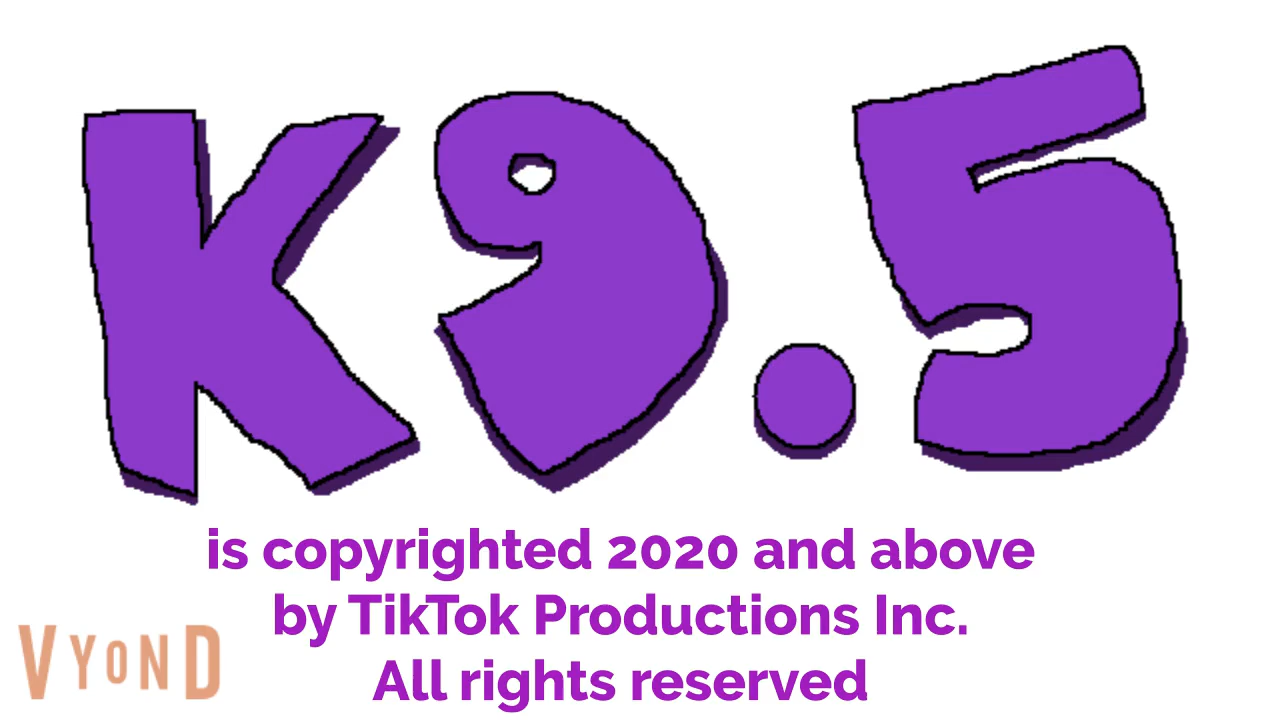 K9.5
is copyrighted 2020 and above
by TikTok Productions Inc.
All rights reserved
VYOND